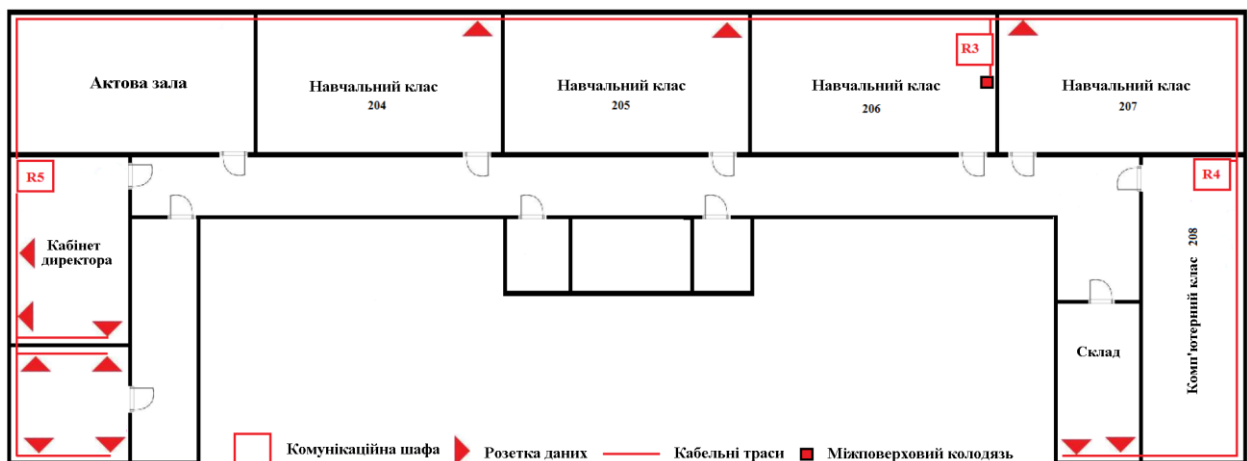 R3
Актова зала
Навчальний клас
204
Навчальний клас
205
Навчальний клас
206
Навчальний клас
207
R5
R4
Кабінет
директора
Комп'ютерний клас 208
Склад
Комунікаційна шафа
Розетка даних
Кабельні траси
Міжповерховий колодязь